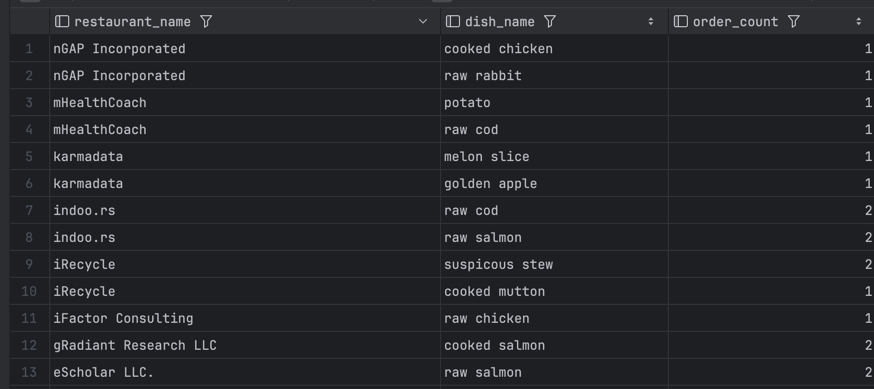 restaurant_name dish_name order_count
1 nGAP Incorporated cooked chicken 1
2 nGAP Incorporated raw rabbit 1
3 mHealthCoach potato 1
4 mHealthCoach raw cod 1
5 karmadata melon slice 1
6 karmadata golden apple 1
7 indoo.rs raw cod 2
8 indoo.rs raw salmon 2
9 iRecycle suspicous stew 2
10 iRecycle cooked mutton 1
11 iFactor Consulting raw chicken 1
12 gRadiant Research LLC cooked salmon 2
13 eScholar LLC. raw salmon 2